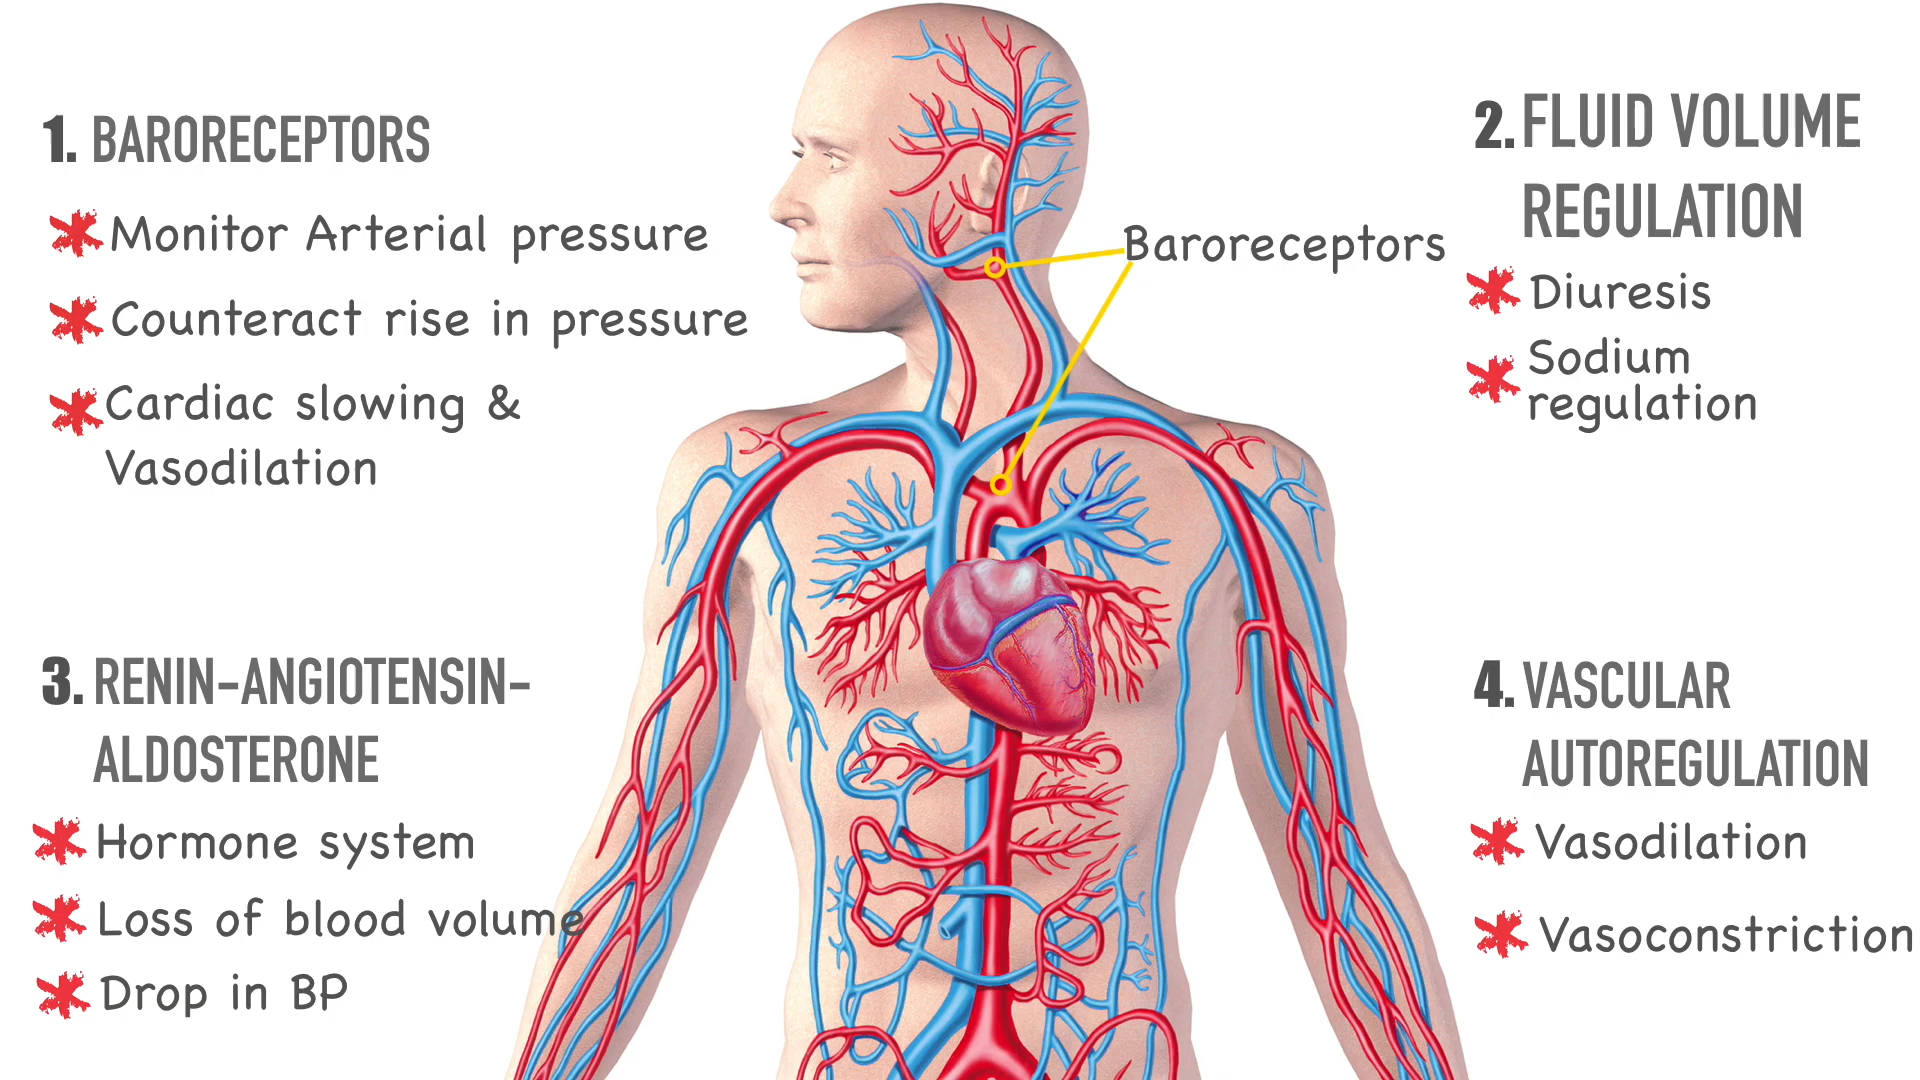 1. BARORECEPTORS
Monitor Arterial pressure
Counteract rise in pressure
Cardiac slowing &
Vasodilation
Baroreceptors
2. FLUID VOLUME
REGULATION
Diuresis
Sodium
regulation
3. RENIN-ANGIOTENSIN-
ALDOSTERONE
Hormone system
Loss of blood volume
Drop in BP
4. VASCULAR
AUTOREGULATION
Vasodilation
Vasoconstriction